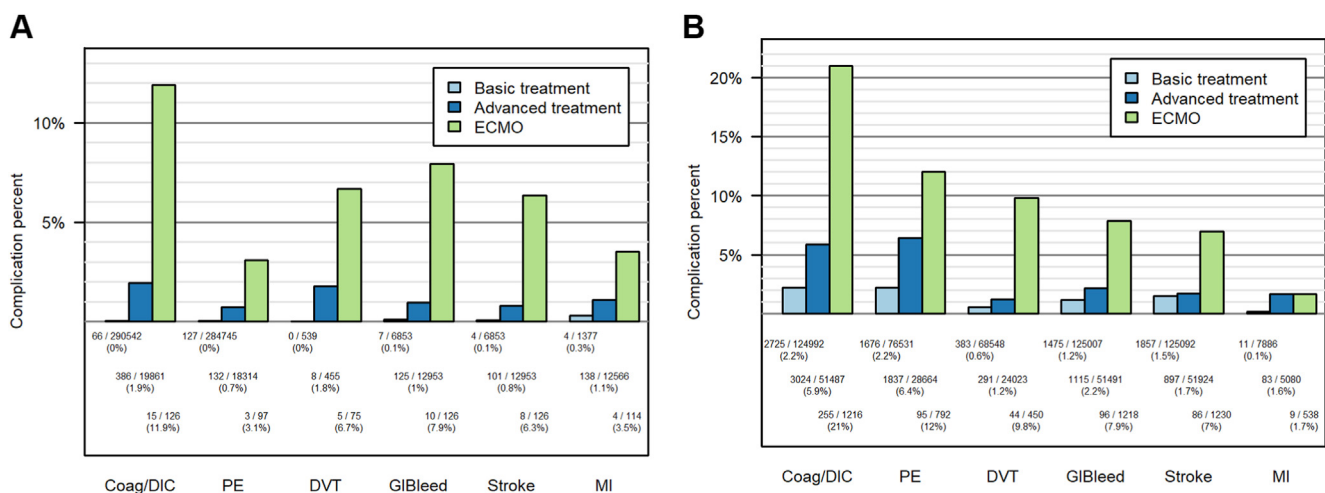 A
Complication percent
10%
5%
Basic treatment
Advanced treatment
ECMO
66 / 290542 127 / 284745 0 / 539 7 / 6853 4 / 6853 4 / 1377
(0%) (0%) (0%) (0.1%) (0.1%) (0.3%)
386 / 19861 132 / 18314 8 / 455 125 / 12953 101 / 12953 138 / 12566
(1.9%) (0.7%) (1.8%) (1%) (0.8%) (1.1%)
15 / 126 3 / 97 5 / 75 10 / 126 8 / 126 4 / 114
(11.9%) (3.1%) (6.7%) (7.9%) (6.3%) (3.5%)
Coag/DIC PE DVT GIBleed Stroke MI
B
Complication percent
20%
15%
10%
5%
Basic treatment
Advanced treatment
ECMO
2725 / 124992 1676 / 76531 383 / 68548 1475 / 125007 1857 / 125092 11 / 7886
(2.2%) (2.2%) (0.6%) (1.2%) (1.5%) (0.1%)
3024 / 51487 1837 / 28664 291 / 24023 1115 / 51491 897 / 51924 83 / 5080
(5.9%) (6.4%) (1.2%) (2.2%) (1.7%) (1.6%)
255 / 1216 95 / 792 44 / 450 96 / 1218 86 / 1230 9 / 538
(21%) (12%) (9.8%) (7.9%) (7%) (1.7%)
Coag/DIC PE DVT GIBleed Stroke MI